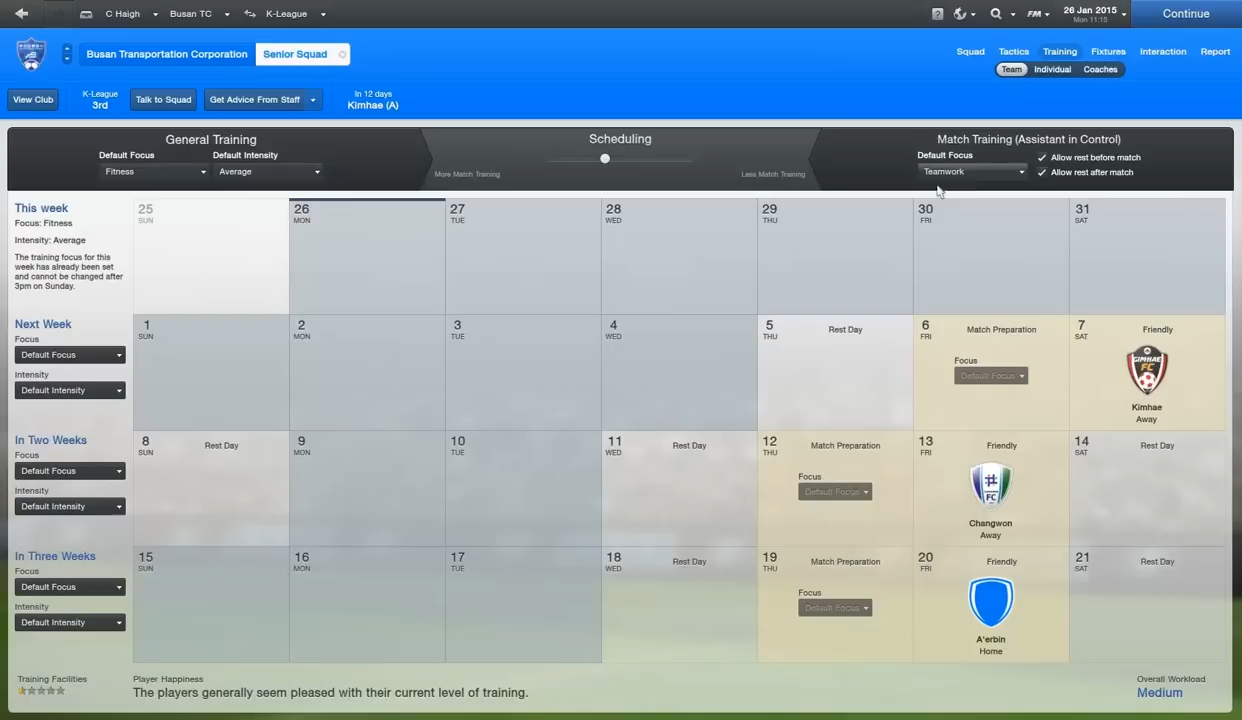 C Haigh
Busan TC
K-League
?
FM
26 Jan 2015
Mon 11:15
Continue
Busan Transportation Corporation
Senior Squad
Squad
Tactics
Training
Fixtures
Interaction
Report
Team
Individual
Coaches
View Club
K-League
3rd
Talk to Squad
Get Advice From Staff
In 12 days
Kimhae (A)
General Training
Default Focus
Default Intensity
Fitness
Average
Scheduling
More Match Training
Less Match Training
Match Training (Assistant in Control)
Default Focus
Teamwork
Allow rest before match
Allow rest after match
This week
Focus: Fitness
Intensity: Average
The training focus for this
week has already been set
and cannot be changed after
3pm on Sunday.
25
SUN
26
MON
27
TUE
28
WED
29
THU
30
FRI
31
SAT
Next Week
Focus
Default Focus
Intensity
Default Intensity
1
SUN
2
MON
3
TUE
4
WED
5
THU
Rest Day
6
FRI
Match Preparation
Focus
Default Focus
7
SAT
Friendly
GIMHAE
FC
Kimhae
Away
In Two Weeks
Focus
Default Focus
Intensity
Default Intensity
8
SUN
Rest Day
9
MON
10
TUE
11
WED
Rest Day
12
THU
Match Preparation
Focus
Default Focus
13
FRI
Friendly
FC
Changwon
Away
14
SAT
Rest Day
In Three Weeks
Focus
Default Focus
Intensity
Default Intensity
15
SUN
16
MON
17
TUE
18
WED
Rest Day
19
THU
Match Preparation
Focus
Default Focus
20
FRI
Friendly
A'erbin
Home
21
SAT
Rest Day
Training Facilities
Player Happiness
The players generally seem pleased with their current level of training.
Overall Workload
Medium